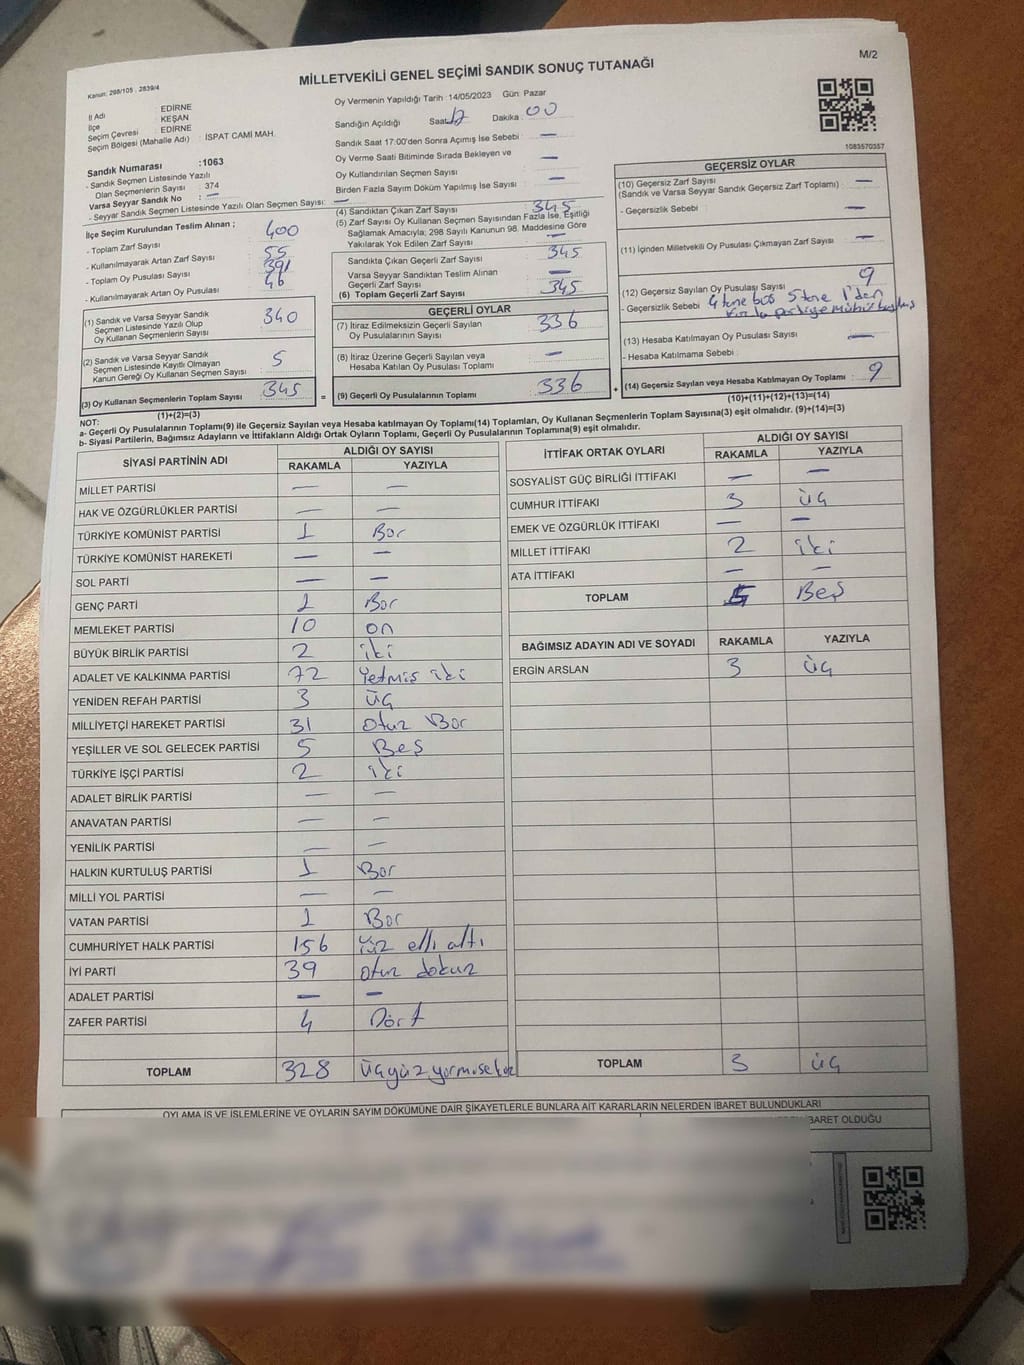 M/2
MİLLETVEKİLİ GENEL SEÇİMİ SANDIK SONUÇ TUTANAĞI
Kanun: 298/105 , 2839/4
İl Adı : EDİRNE
İlçe : KEŞAN
Seçim Çevresi : EDİRNE
Seçim Bölgesi (Mahalle Adı) : İSPAT CAMİ MAH.
Sandık Numarası :1063
- Sandık Seçmen Listesinde Yazılı
Olan Seçmenlerin Sayısı : 374
Varsa Seyyar Sandık No : —
- Seyyar Sandık Seçmen Listesinde Yazılı Olan Seçmen Sayısı: —
Oy Vermenin Yapıldığı Tarih :14/05/2023 Gün: Pazar
Sandığın Açıldığı Saat: 17 Dakika : 00
Sandık Saat 17:00'den Sonra Açımış İse Sebebi : —
Oy Verme Saati Bitiminde Sırada Bekleyen ve
Oy Kullandırılan Seçmen Sayısı : —
Birden Fazla Sayım Döküm Yapılmış İse Sayısı : —
1083570357
İlçe Seçim Kurulundan Teslim Alınan ;
- Toplam Zarf Sayısı : 400
- Kullanılmayarak Artan Zarf Sayısı : 55
- Toplam Oy Pusulası Sayısı : 391
- Kullanılmayarak Artan Oy Pusulası : 46
(1) Sandık ve Varsa Seyyar Sandık
Seçmen Listesinde Yazılı Olup
Oy Kullanan Seçmenlerin Sayısı : 340
(2) Sandık ve Varsa Seyyar Sandık
Seçmen Listesinde Kayıtlı Olmayan
Kanun Gereği Oy Kullanan Seçmen Sayısı : 5
(3) Oy Kullanan Seçmenlerin Toplam Sayısı : 345
(1)+(2)=(3)
(4) Sandıktan Çıkan Zarf Sayısı : 345
(5) Zarf Sayısı Oy Kullanan Seçmen Sayısından Fazla İse, Eşitliği
Sağlamak Amacıyla; 298 Sayılı Kanunun 98. Maddesine Göre
Yakılarak Yok Edilen Zarf Sayısı : —
Sandıkta Çıkan Geçerli Zarf Sayısı : 345
Varsa Seyyar Sandıktan Teslim Alınan
Geçerli Zarf Sayısı : —
(6) Toplam Geçerli Zarf Sayısı : 345
GEÇERLİ OYLAR
(7) İtiraz Edilmeksizin Geçerli Sayılan
Oy Pusulalarının Sayısı : 336
(8) İtiraz Üzerine Geçerli Sayılan veya
Hesaba Katılan Oy Pusulası Toplamı : —
= (9) Geçerli Oy Pusulalarının Toplamı : 336
GEÇERSİZ OYLAR
(10) Geçersiz Zarf Sayısı : —
(Sandık ve Varsa Seyyar Sandık Geçersiz Zarf Toplamı)
- Geçersizlik Sebebi : —
(11) İçinden Milletvekili Oy Pusulası Çıkmayan Zarf Sayısı : —
(12) Geçersiz Sayılan Oy Pusulası Sayısı : 9
- Geçersizlik Sebebi : 4 tane boş 5 tane 1'den
(13) Hesaba Katılmayan Oy Pusulası Sayısı : —
- Hesaba Katılmama Sebebi :
+ (14) Geçersiz Sayılan veya Hesaba Katılmayan Oy Toplamı : 9
(10)+(11)+(12)+(13)=(14)
NOT:
a- Geçerli Oy Pusulalarının Toplamı(9) ile Geçersiz Sayılan veya Hesaba katılmayan Oy Toplamı(14) Toplamları, Oy Kullanan Seçmenlerin Toplam Sayısına(3) eşit olmalıdır. (9)+(14)=(3)
b- Siyasi Partilerin, Bağımsız Adayların ve İttifakların Aldığı Ortak Oyların Toplamı, Geçerli Oy Pusulalarının Toplamına(9) eşit olmalıdır.
SİYASİ PARTİNİN ADI ALDIĞI OY SAYISI
RAKAMLA YAZIYLA
MİLLET PARTİSİ — —
HAK VE ÖZGÜRLÜKLER PARTİSİ — —
TÜRKİYE KOMÜNİST PARTİSİ 1 Bir
TÜRKİYE KOMÜNİST HAREKETİ — —
SOL PARTİ — —
GENÇ PARTİ 1 Bir
MEMLEKET PARTİSİ 10 on
BÜYÜK BİRLİK PARTİSİ 2 iki
ADALET VE KALKINMA PARTİSİ 72 Yetmiş iki
YENİDEN REFAH PARTİSİ 3 üç
MİLLİYETÇİ HAREKET PARTİSİ 31 otuz Bir
YEŞİLLER VE SOL GELECEK PARTİSİ 5 Beş
TÜRKİYE İŞÇİ PARTİSİ 2 iki
ADALET BİRLİK PARTİSİ — —
ANAVATAN PARTİSİ — —
YENİLİK PARTİSİ — —
HALKIN KURTULUŞ PARTİSİ 1 Bir
MİLLİ YOL PARTİSİ — —
VATAN PARTİSİ 1 Bir
CUMHURİYET HALK PARTİSİ 156 Yüz elli altı
İYİ PARTİ 39 otuz dokuz
ADALET PARTİSİ — —
ZAFER PARTİSİ 4 Dört
TOPLAM 328 üçyüz yirmisekiz
İTTİFAK ORTAK OYLARI ALDIĞI OY SAYISI
RAKAMLA YAZIYLA
SOSYALİST GÜÇ BİRLİĞİ İTTİFAKI — —
CUMHUR İTTİFAKI 3 üç
EMEK VE ÖZGÜRLÜK İTTİFAKI — —
MİLLET İTTİFAKI 2 iki
ATA İTTİFAKI — —
TOPLAM 5 Beş
BAĞIMSIZ ADAYIN ADI VE SOYADI RAKAMLA YAZIYLA
ERGİN ARSLAN 3 üç
TOPLAM 3 üç
OYLAMA İŞ VE İŞLEMLERİNE VE OYLARIN SAYIM DÖKÜMÜNE DAİR ŞİKAYETLERLE BUNLARA AİT KARARLARIN NELERDEN İBARET BULUNDUKLARI
İBARET OLDUĞU